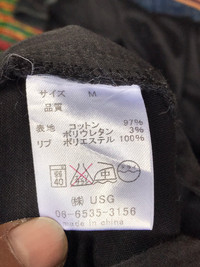 サイズ M
品質
表地 コットン 97%
ポリウレタン 3%
リブ ポリエステル 100%
40 中
㈱ USG
06-6535-3156
made in china